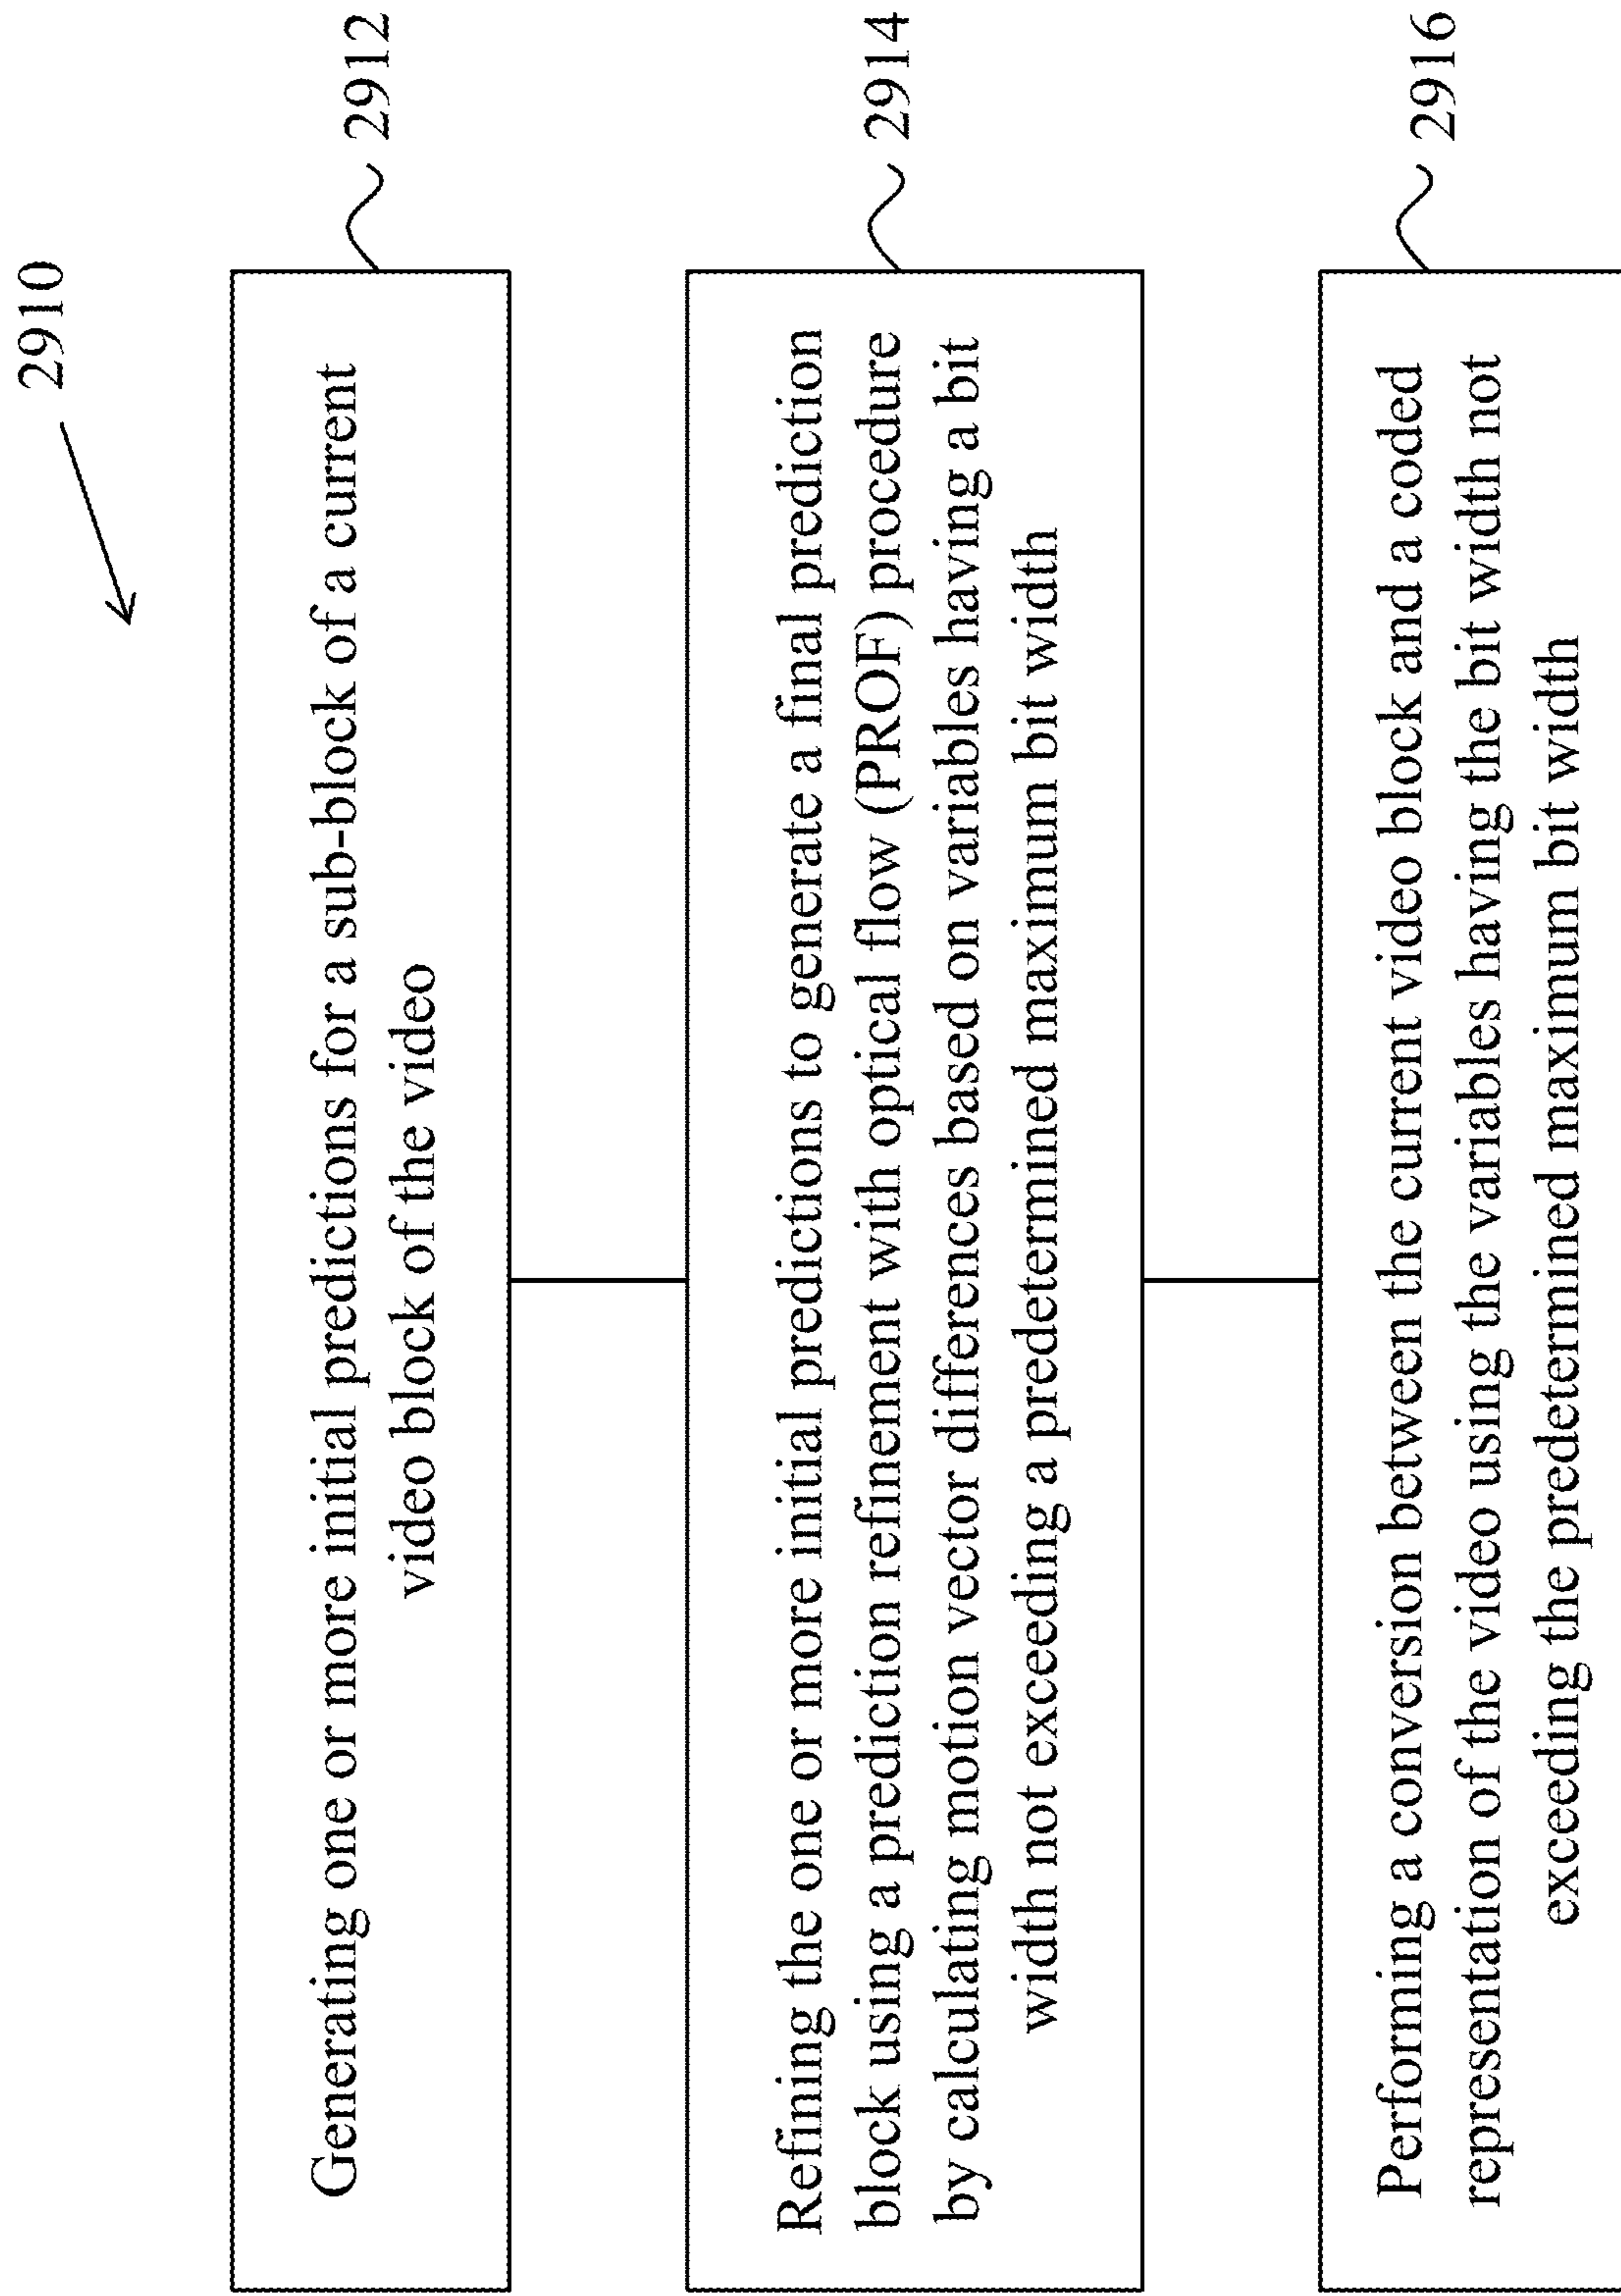 2910
Generating one or more initial predictions for a sub-block of a current
video block of the video
2912
Refining the one or more initial predictions to generate a final prediction
block using a prediction refinement with optical flow (PROF) procedure
by calculating motion vector differences based on variables having a bit
width not exceeding a predetermined maximum bit width
2914
Performing a conversion between the current video block and a coded
representation of the video using the variables having the bit width not
exceeding the predetermined maximum bit width
2916